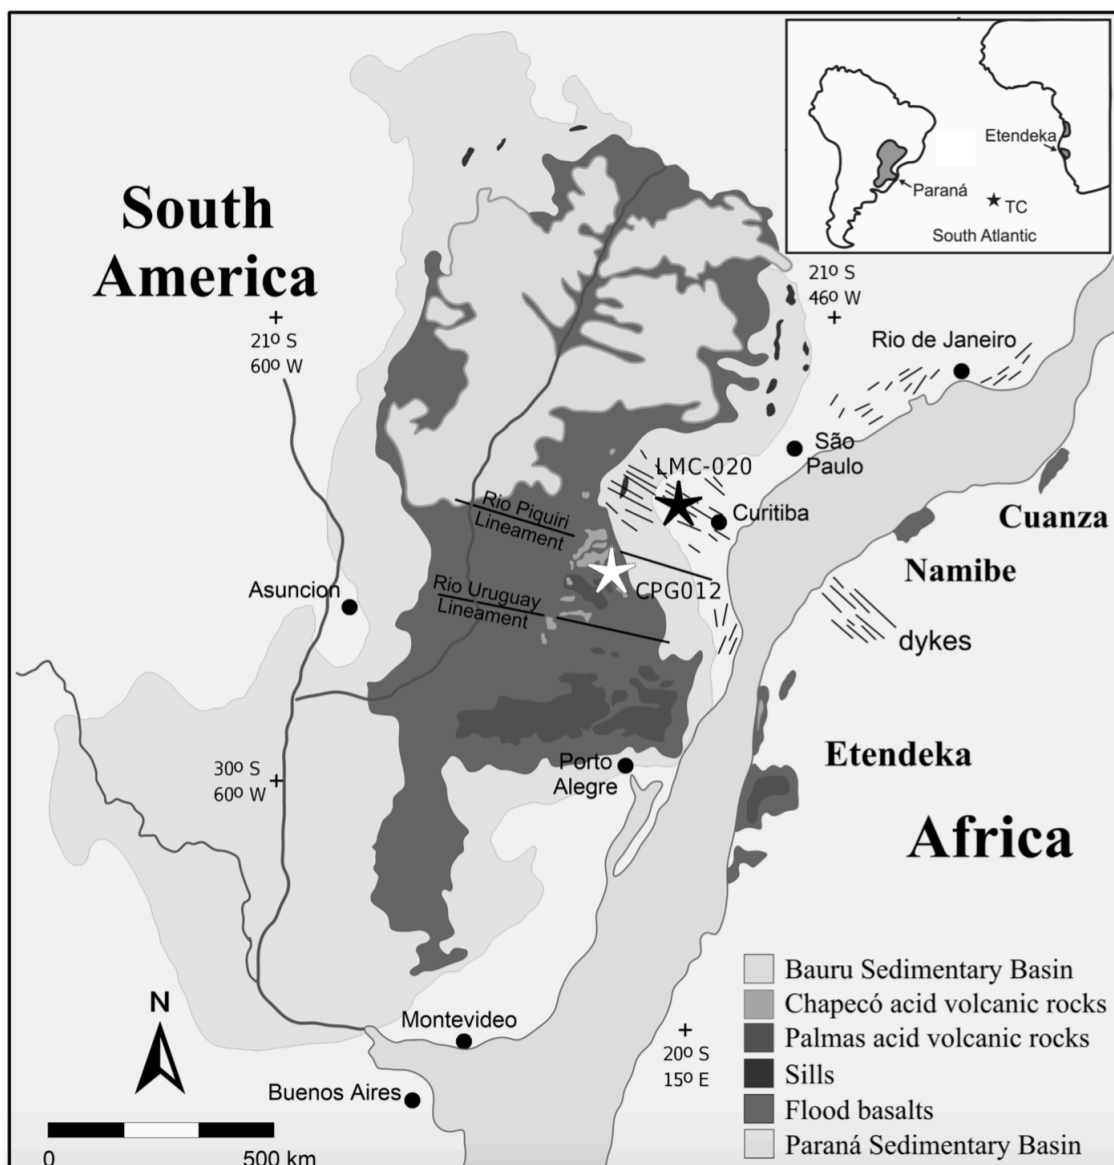 South
America
21º S
60º W
Etendeka
Paraná
TC
South Atlantic
21º S
46º W
Rio de Janeiro
São
Paulo
LMC-020
Curitiba
Cuanza
Rio Piquiri
Lineament
Namibe
CPG012
Asuncion
Rio Uruguay
Lineament
dykes
Etendeka
30º S
60º W
Porto
Alegre
Africa
N
Montevideo
20º S
15º E
Buenos Aires
0
500 km
Bauru Sedimentary Basin
Chapecó acid volcanic rocks
Palmas acid volcanic rocks
Sills
Flood basalts
Paraná Sedimentary Basin